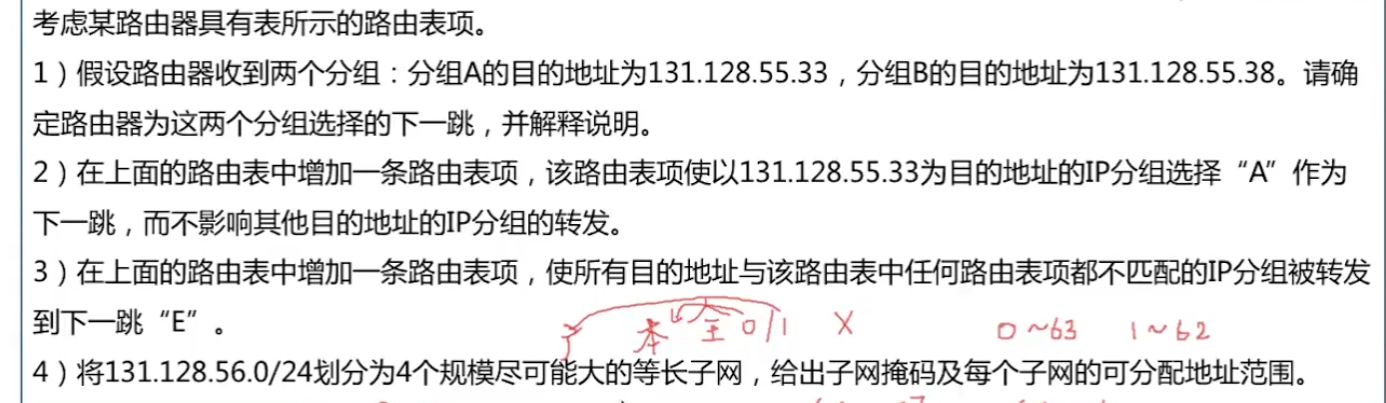 考虑某路由器具有表所示的路由表项。
1）假设路由器收到两个分组：分组A的目的地址为131.128.55.33，分组B的目的地址为131.128.55.38。请确
定路由器为这两个分组选择的下一跳，并解释说明。
2）在上面的路由表中增加一条路由表项，该路由表项使以131.128.55.33为目的地址的IP分组选择“A”作为
下一跳，而不影响其他目的地址的IP分组的转发。
3）在上面的路由表中增加一条路由表项，使所有目的地址与该路由表中任何路由表项都不匹配的IP分组被转发
到下一跳“E”。
本 主 0/1 X 0~63 1~62
4）将131.128.56.0/24划分为4个规模尽可能大的等长子网，给出子网掩码及每个子网的可分配地址范围。